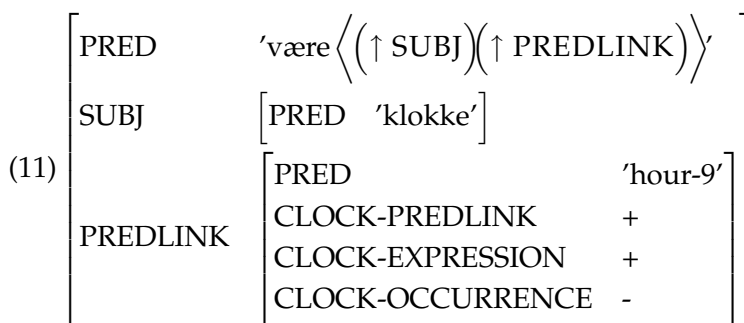 PRED 'være⟨(↑ SUBJ)(↑ PREDLINK)⟩'
SUBJ [PRED 'klokke']
(11)
PREDLINK
PRED 'hour-9'
CLOCK-PREDLINK +
CLOCK-EXPRESSION +
CLOCK-OCCURRENCE -